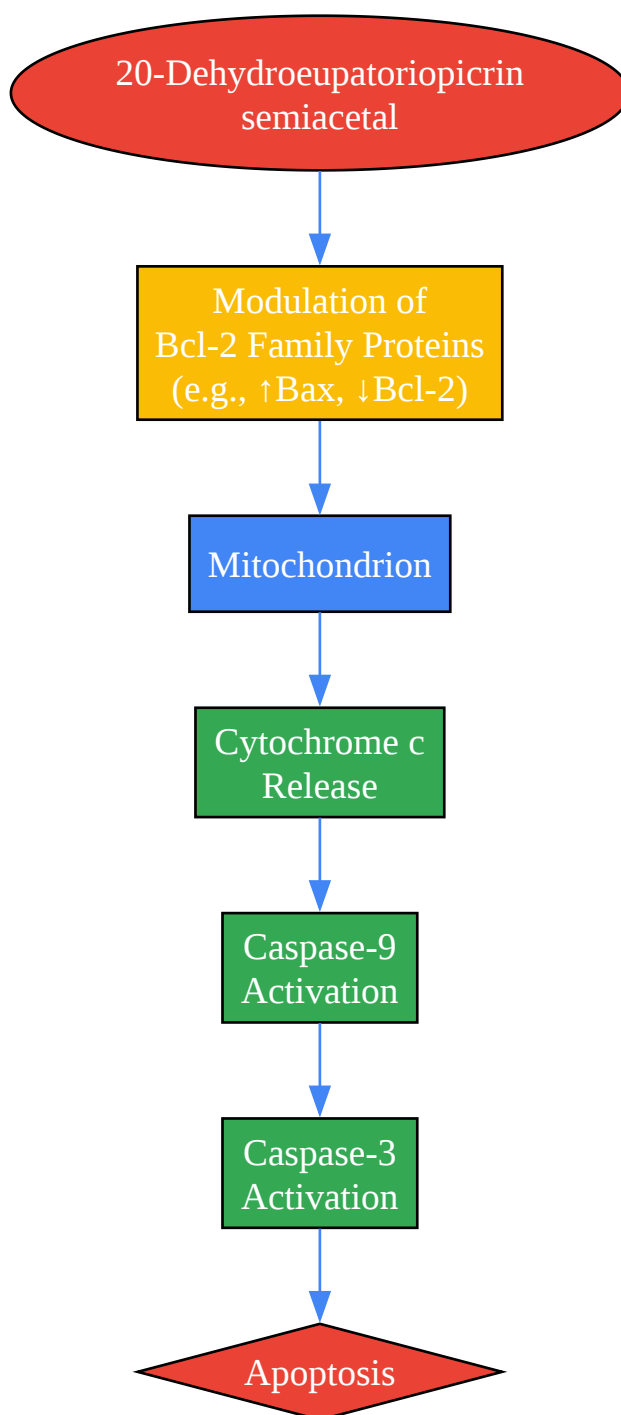 20-Dehydroeupatoriopicrin
semiacetal
Modulation of
Bcl-2 Family Proteins
(e.g., ↑Bax, ↓Bcl-2)
Mitochondrion
Cytochrome c
Release
Caspase-9
Activation
Caspase-3
Activation
Apoptosis